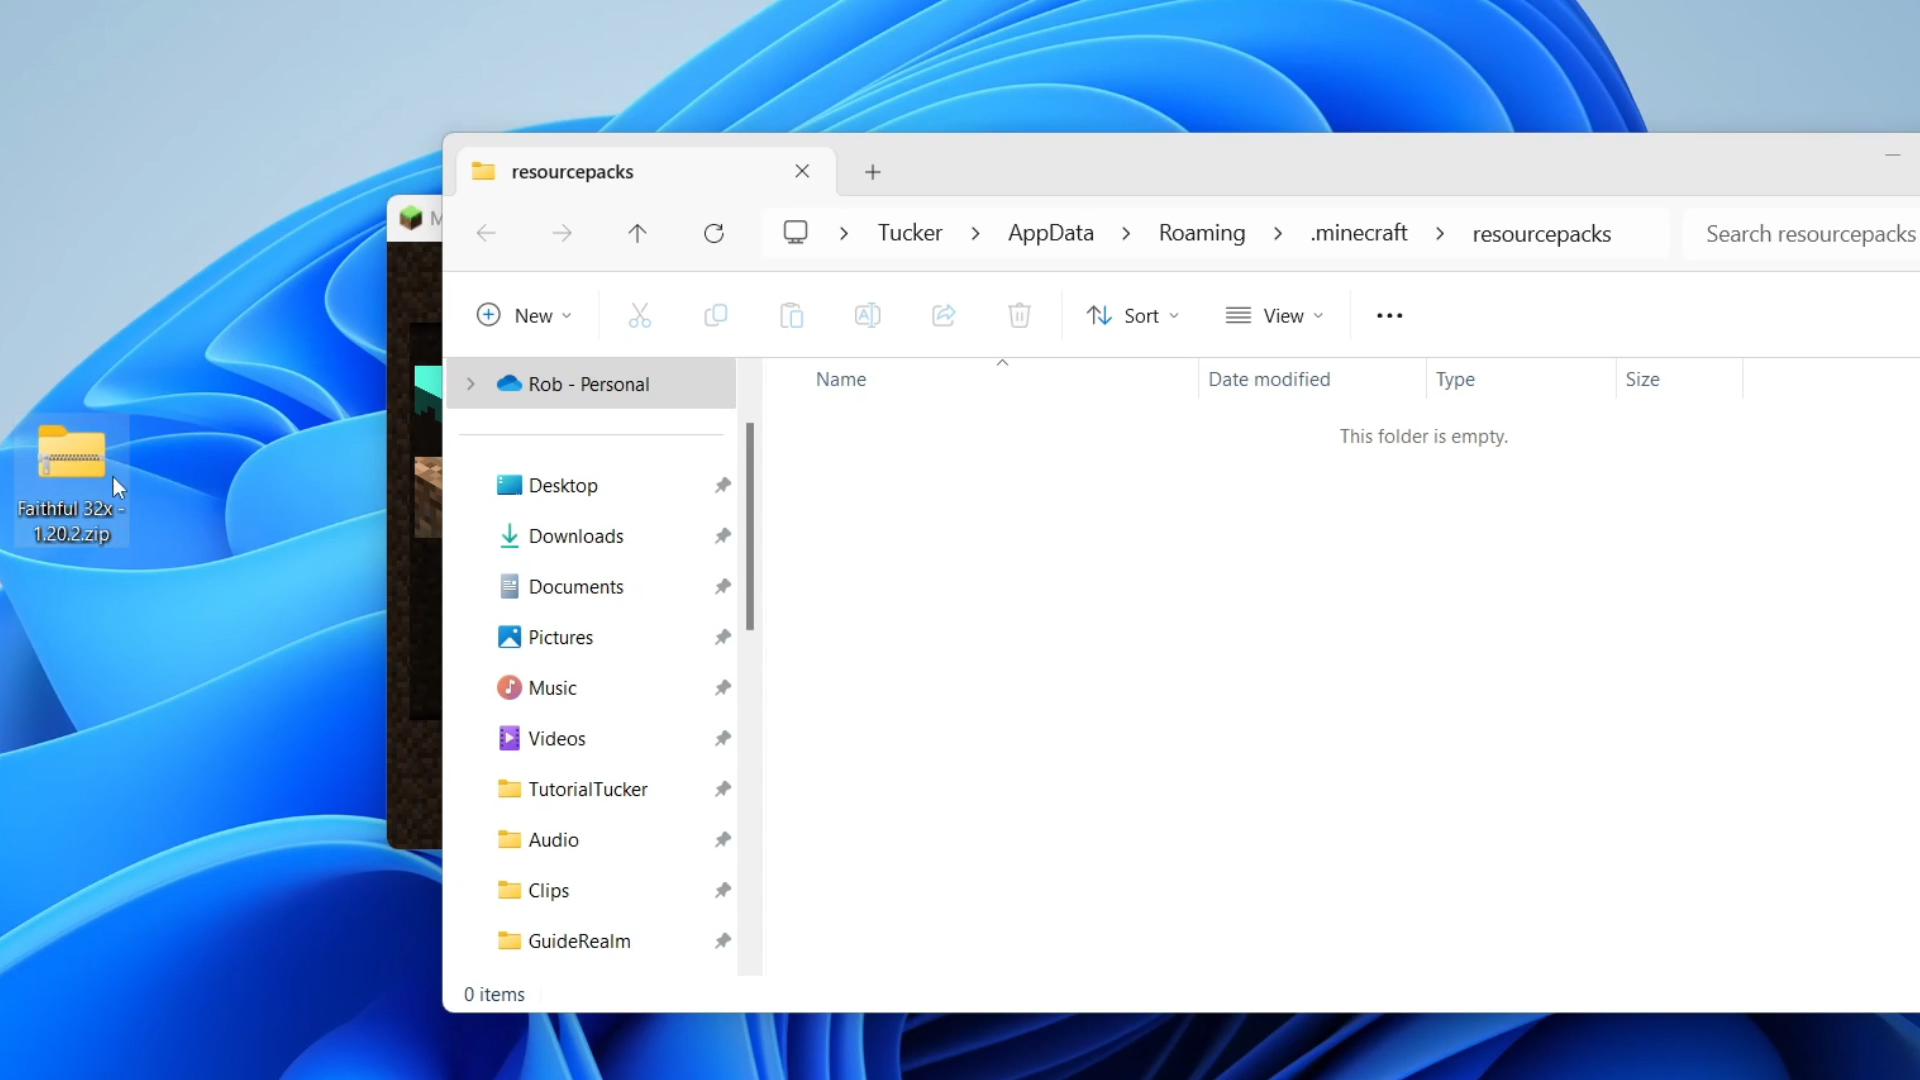 resourcepacks
M
Tucker > AppData > Roaming > .minecraft > resourcepacks
Search resourcepacks
New
Sort
View
Rob - Personal
Name
Date modified
Type
Size
This folder is empty.
Faithful 32x -
1.20.2.zip
Desktop
Downloads
Documents
Pictures
Music
Videos
TutorialTucker
Audio
Clips
GuideRealm
0 items